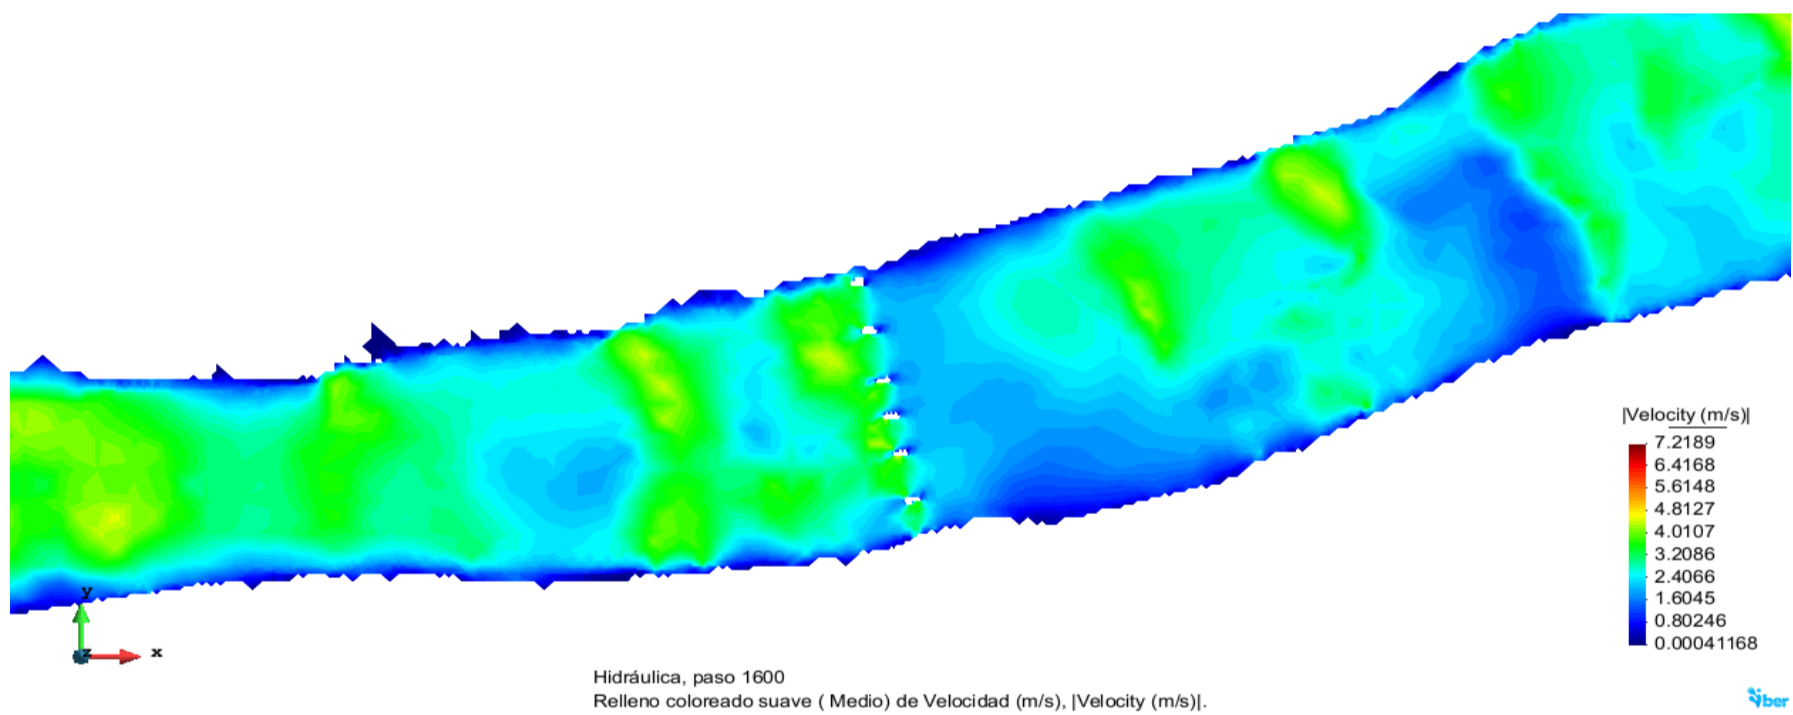 |Velocity (m/s)|
7.2189
6.4168
5.6148
4.8127
4.0107
3.2086
2.4066
1.6045
0.80246
0.00041168
y
z
x
Hidráulica, paso 1600
Relleno coloreado suave ( Medio) de Velocidad (m/s), |Velocity (m/s)|.
iber